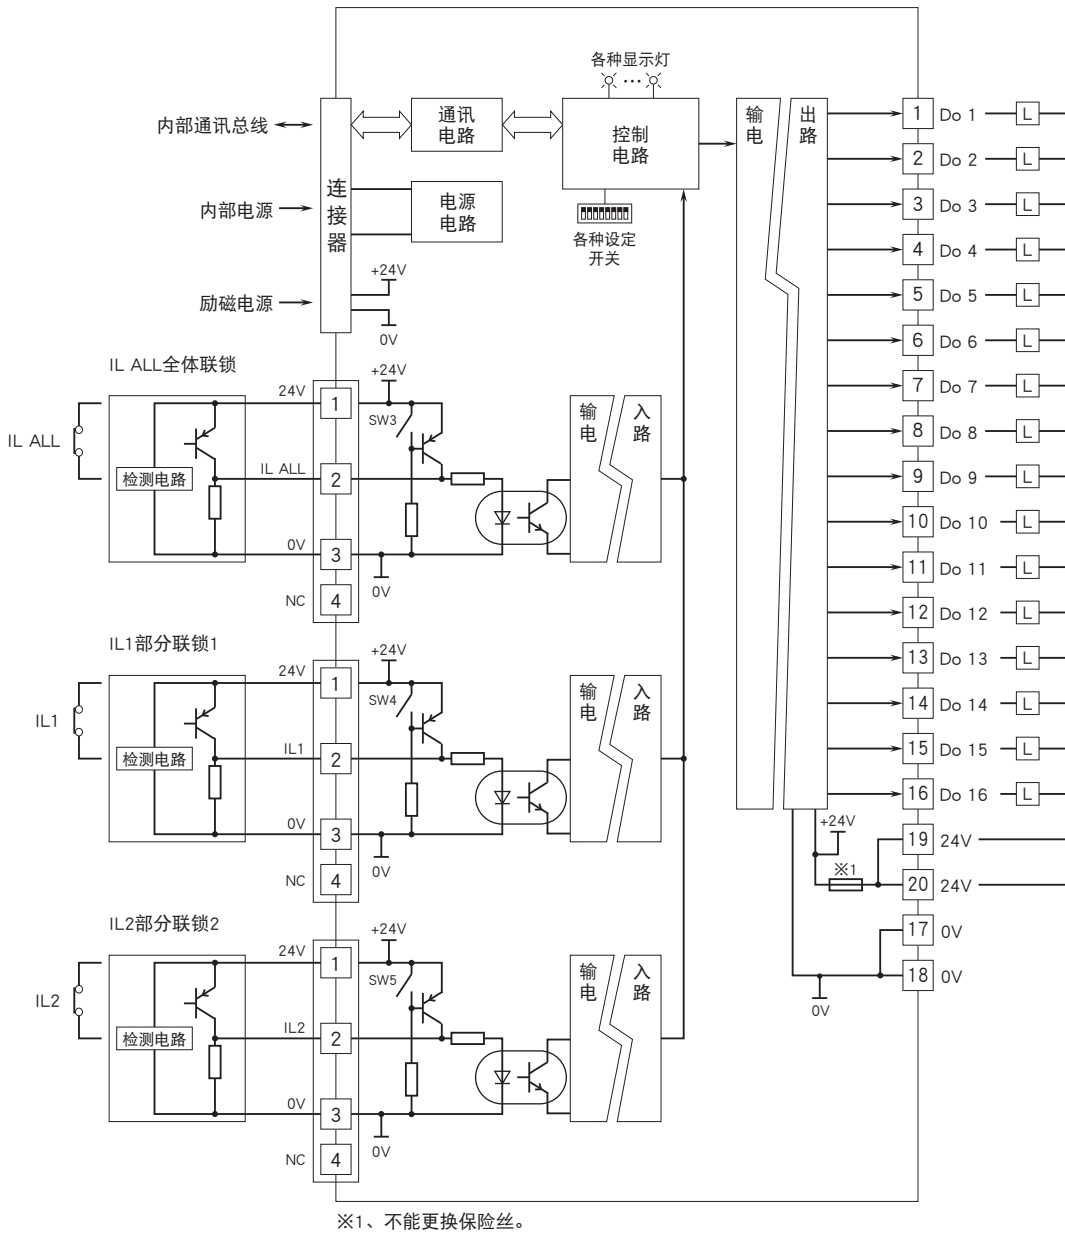 各种显示灯
内部通讯总线
连接器
通讯电路
控制电路
输出电路
内部电源
电源电路
各种设定开关
励磁电源
+24V
0V
IL ALL全体联锁
IL ALL
检测电路
24V
IL ALL
0V
NC
1
2
3
4
+24V
SW3
0V
输入电路
IL1部分联锁1
IL1
检测电路
24V
IL1
0V
NC
1
2
3
4
+24V
SW4
0V
输入电路
IL2部分联锁2
IL2
检测电路
24V
IL2
0V
NC
1
2
3
4
+24V
SW5
0V
输入电路
1 Do 1 L
2 Do 2 L
3 Do 3 L
4 Do 4 L
5 Do 5 L
6 Do 6 L
7 Do 7 L
8 Do 8 L
9 Do 9 L
10 Do 10 L
11 Do 11 L
12 Do 12 L
13 Do 13 L
14 Do 14 L
15 Do 15 L
16 Do 16 L
+24V
※1
19 24V
20 24V
17 0V
18 0V
0V
※1、不能更换保险丝。